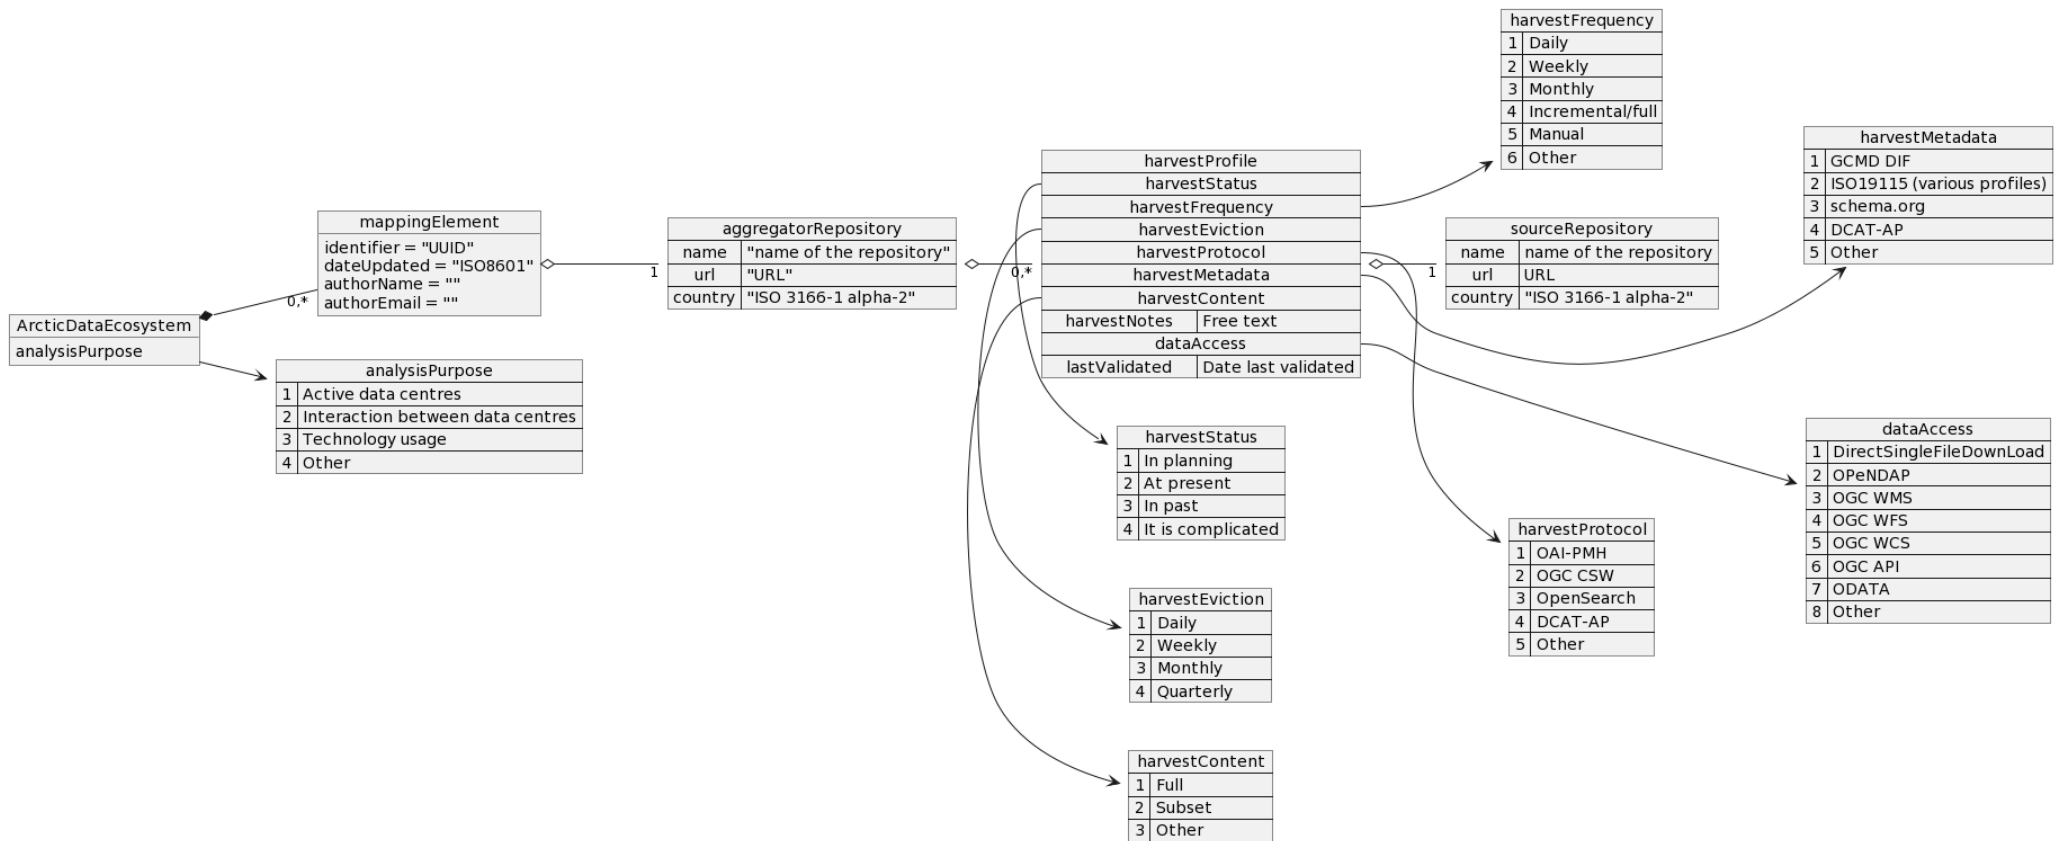 harvestFrequency
1 Daily
2 Weekly
3 Monthly
4 Incremental/full
5 Manual
6 Other
harvestMetadata
1 GCMD DIF
2 ISO19115 (various profiles)
3 schema.org
4 DCAT-AP
5 Other
harvestProfile
harvestStatus
harvestFrequency
harvestEviction
harvestProtocol
harvestMetadata
harvestContent
harvestNotes Free text
dataAccess
lastValidated Date last validated
mappingElement
identifier = "UUID"
dateUpdated = "ISO8601"
authorName = ""
authorEmail = ""
1
aggregatorRepository
name "name of the repository"
url "URL"
country "ISO 3166-1 alpha-2"
0,*
1
sourceRepository
name name of the repository
url URL
country "ISO 3166-1 alpha-2"
0,*
ArcticDataEcosystem
analysisPurpose
analysisPurpose
1 Active data centres
2 Interaction between data centres
3 Technology usage
4 Other
harvestStatus
1 In planning
2 At present
3 In past
4 It is complicated
dataAccess
1 DirectSingleFileDownLoad
2 OPeNDAP
3 OGC WMS
4 OGC WFS
5 OGC WCS
6 OGC API
7 ODATA
8 Other
harvestProtocol
1 OAI-PMH
2 OGC CSW
3 OpenSearch
4 DCAT-AP
5 Other
harvestEviction
1 Daily
2 Weekly
3 Monthly
4 Quarterly
harvestContent
1 Full
2 Subset
3 Other